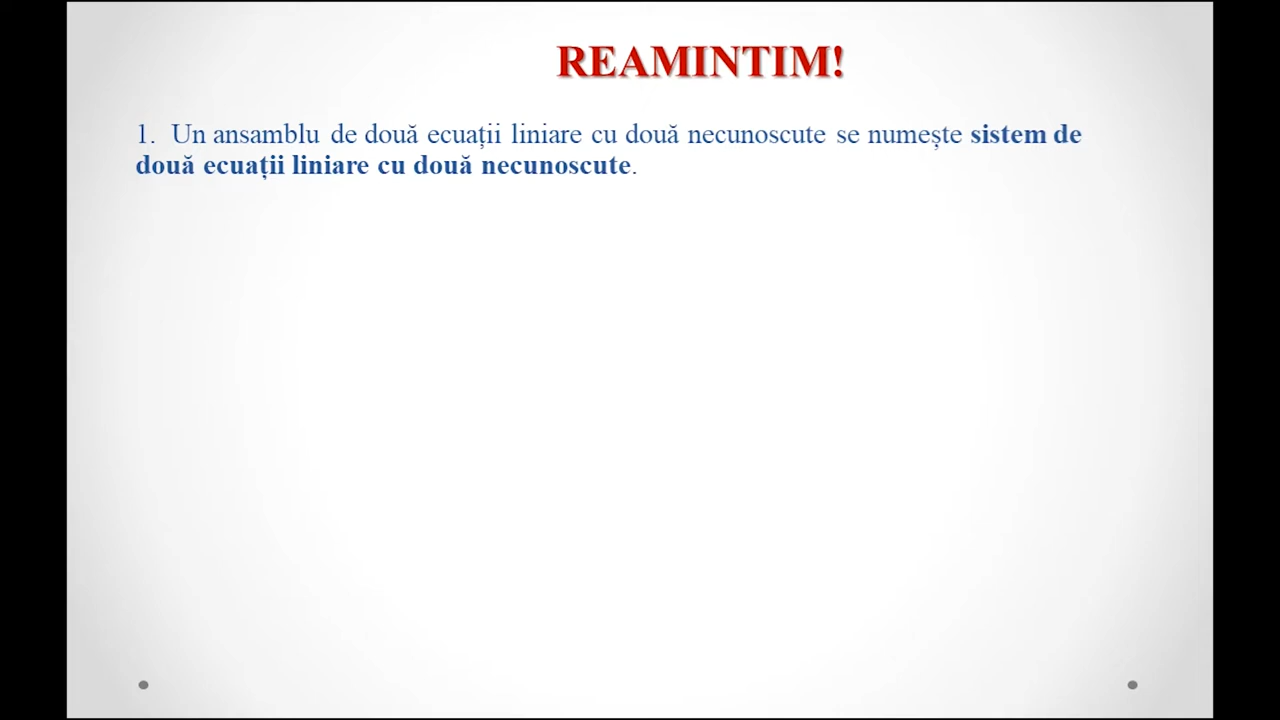 REAMINTIM!
1. Un ansamblu de două ecuații liniare cu două necunoscute se numește sistem de
două ecuații liniare cu două necunoscute.